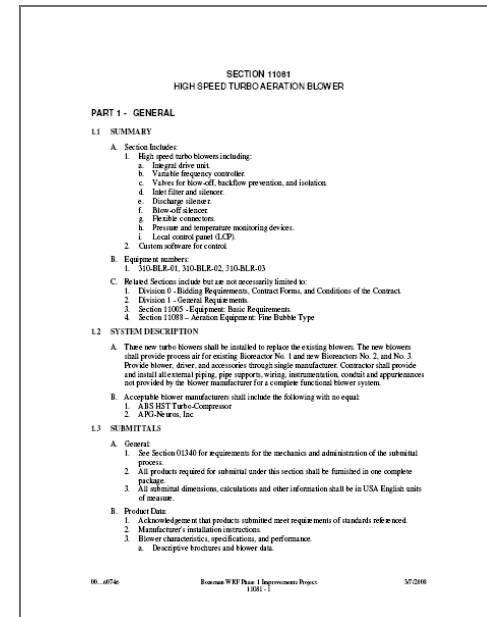 SECTION 11081
HIGH SPEED TURBO AERATION BLOWER
PART 1 - GENERAL
1.1 SUMMARY
A. Section Includes:
1. High speed turbo blowers including:
a. Integral drive unit.
b. Variable frequency controller.
c. Valves for blow-off, backflow prevention, and isolation.
d. Inlet filter and silencer.
e. Discharge silencer.
f. Blow-off silencer.
g. Flexible connectors.
h. Pressure and temperature monitoring devices.
i. Local control panel (LCP).
2. Custom software for control.
B. Equipment numbers:
1. 310-BLR-01, 310-BLR-02, 310-BLR-03
C. Related Sections include but are not necessarily limited to:
1. Division 0 - Bidding Requirements, Contract Forms, and Conditions of the Contract.
2. Division 1 - General Requirements.
3. Section 11005 - Equipment: Basic Requirements.
4. Section 11088 – Aeration Equipment: Fine Bubble Type
1.2 SYSTEM DESCRIPTION
A. Three new turbo blowers shall be installed to replace the existing blowers. The new blowers
shall provide process air for existing Bioreactor No. 1 and new Bioreactors No. 2, and No. 3.
Provide blower, driver, and accessories through single manufacturer. Contractor shall provide
and install all external piping, pipe supports, wiring, instrumentation, conduit and appurtenances
not provided by the blower manufacturer for a complete functional blower system.
B. Acceptable blower manufacturers shall include the following with no equal:
1. ABS HST Turbo-Compressor
2. APG-Neuros, Inc
1.3 SUBMITTALS
A. General:
1. See Section 01340 for requirements for the mechanics and administration of the submittal
process.
2. All products required for submittal under this section shall be furnished in one complete
package.
3. All submittal dimensions, calculations and other information shall be in USA English units
of measure.
B. Product Data:
1. Acknowledgement that products submitted meet requirements of standards referenced.
2. Manufacturer's installation instructions.
3. Blower characteristics, specifications, and performance.
a. Descriptive brochures and blower data.
Bozeman WRF Phase 1 Improvements Project 3/7/2008
11081 - 1